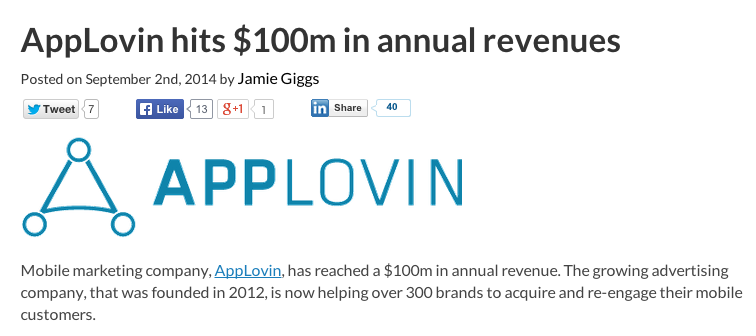 AppLovin hits $100m in annual revenues
Posted on September 2nd, 2014 by Jamie Giggs
Tweet 7 Like 13 g+1 1 in Share 40
APPLOVIN
Mobile marketing company, AppLovin, has reached a $100m in annual revenue. The growing advertising
company, that was founded in 2012, is now helping over 300 brands to acquire and re-engage their mobile
customers.